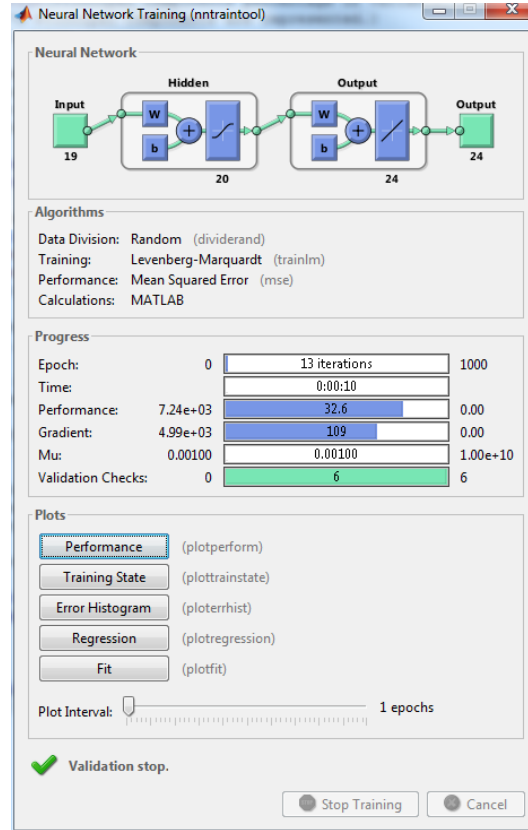 Neural Network Training (nntraintool)
Neural Network
Hidden Output
Input Output
W W
b b
19 20 24 24
Algorithms
Data Division: Random (dividerand)
Training: Levenberg-Marquardt (trainlm)
Performance: Mean Squared Error (mse)
Calculations: MATLAB
Progress
Epoch: 0 13 iterations 1000
Time: 0:00:10
Performance: 7.24e+03 32.6 0.00
Gradient: 4.99e+03 109 0.00
Mu: 0.00100 0.00100 1.00e+10
Validation Checks: 0 6 6
Plots
Performance (plotperform)
Training State (plottrainstate)
Error Histogram (ploterrhist)
Regression (plotregression)
Fit (plotfit)
Plot Interval: 1 epochs
Validation stop.
Stop Training Cancel